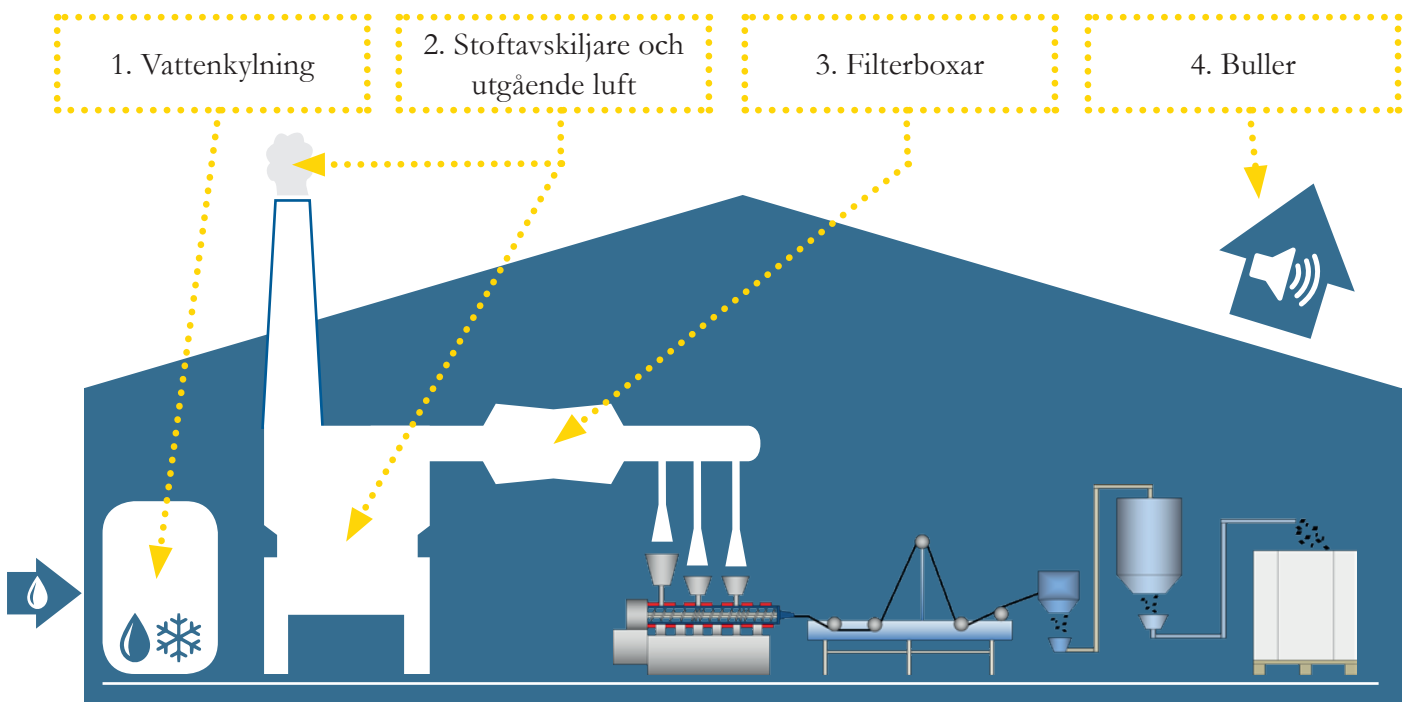 1. Vattenkylning
2. Stoftavskiljare och
utgående luft
3. Filterboxar
4. Buller